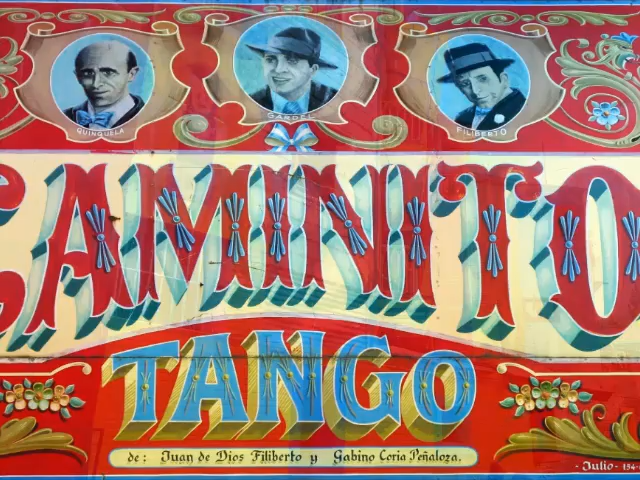 QUINQUELA
GARDEL
FILIBERTO
CAMINITO
TANGO
de: Juan de Dios Filiberto y Gabino Coria Peñaloza.
- Julio -